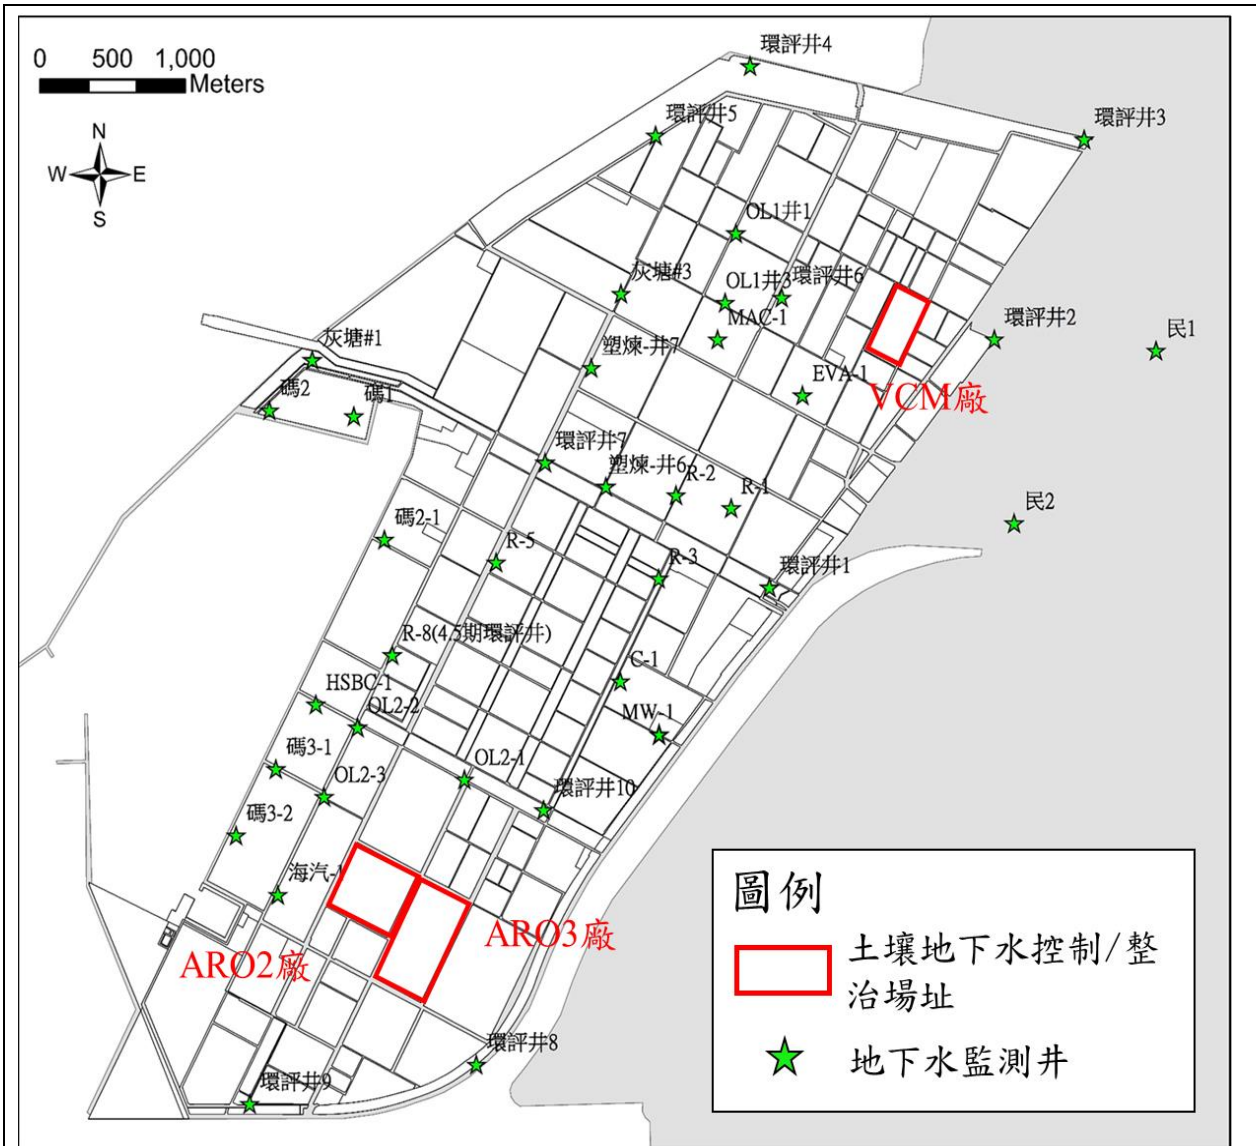 環評井4
0 500 1,000
Meters
環評井5
環評井3
N
W E
S
OL1井1
灰塘#3
OL1井3
環評井6
MAC-1
環評井2
民1
灰塘#1
塑煉-井7
EVA-1
VCM廠
碼2
碼1
環評井7
塑煉-井6
R-2
R-1
民2
碼2-1
R-5
R-3
環評井1
R-8(4.5期環評井)
C-1
HSBC-1
OL2-2
MW-1
碼3-1
OL2-3
OL2-1
環評井10
碼3-2
海汽-1
ARO3廠
ARO2廠
環評井8
環評井9
圖例
土壤地下水控制/整
治場址
地下水監測井